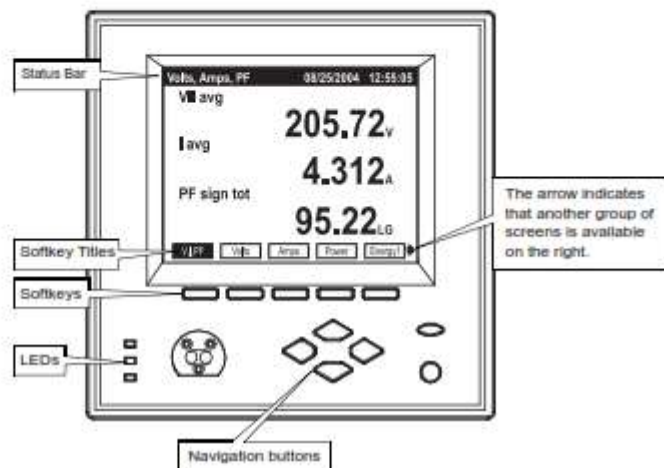 Status Bar
Volts, Amps, PF 08/25/2004 12:55:05
Vll avg
205.72V
I avg
4.312A
PF sign tot
95.22LG
The arrow indicates
that another group of
screens is available
on the right.
Softkey Titles
V,I,PF Volts Amps Power Energy1
Softkeys
LEDs
Navigation buttons